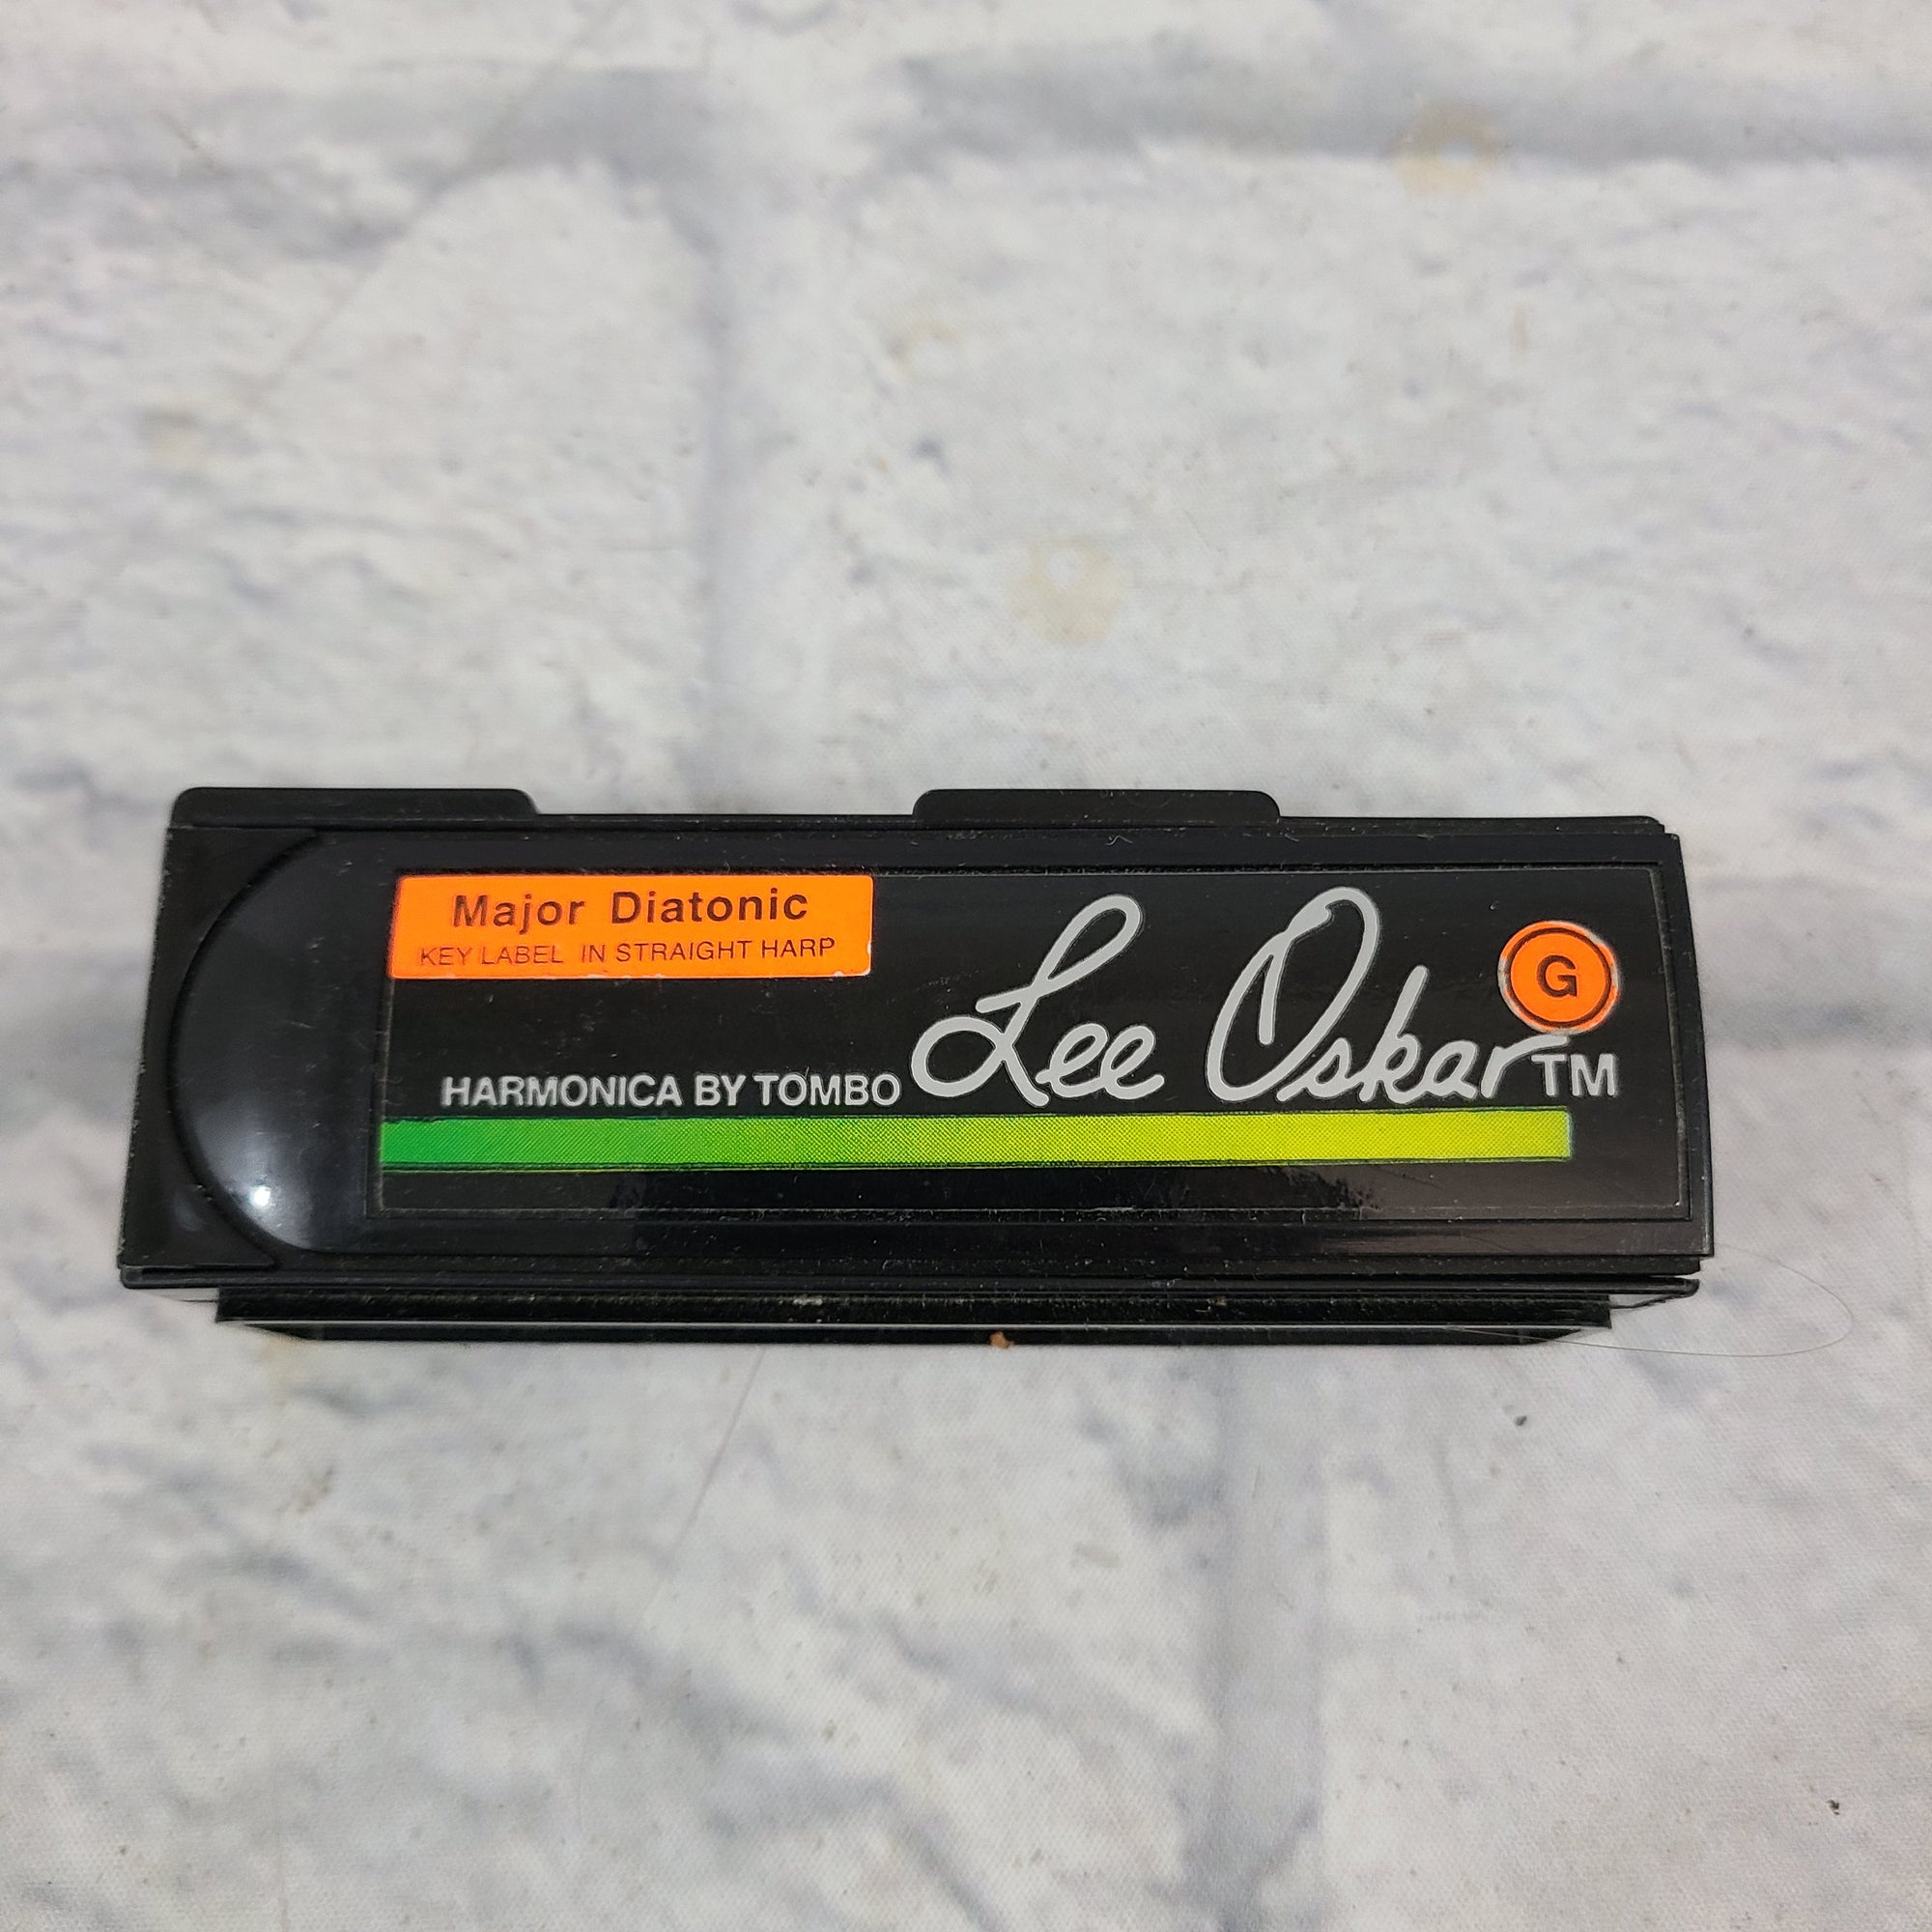 Major Diatonic
KEY LABEL IN STRAIGHT HARP
G
HARMONICA BY TOMBO Lee Oskar TM